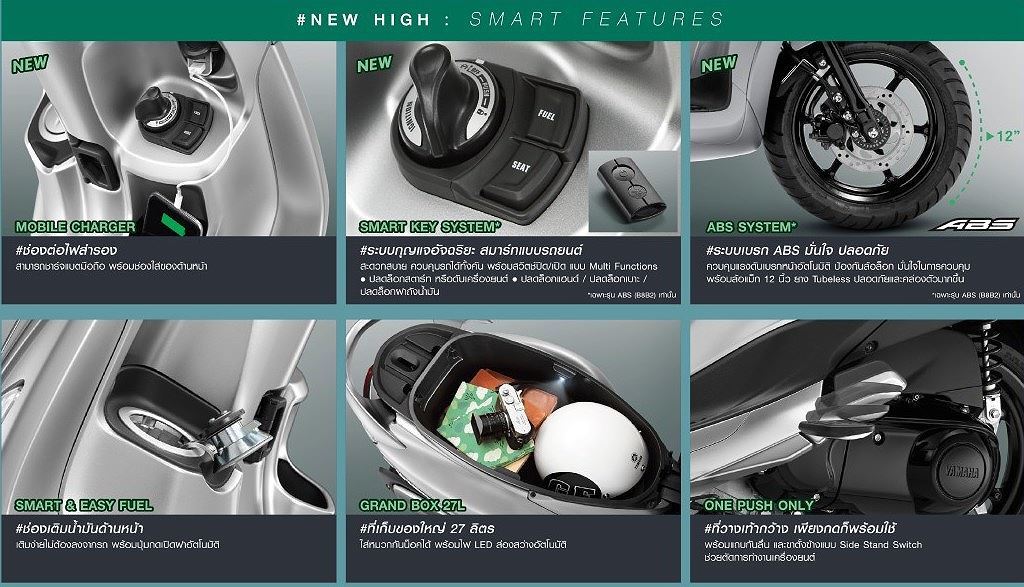 #NEW HIGH : SMART FEATURES
NEW
MOBILE CHARGER
#ช่องต่อไฟสำรอง
สามารถชาร์จแบตมือถือ พร้อมช่องใส่ของด้านหน้า
NEW
IGNITION
PUSH
FUEL
SEAT
SMART KEY SYSTEM*
#ระบบกุญแจอัจฉริยะ สมาร์ทแบบรถยนต์
สะดวกสบาย ควบคุมรถได้ทั้งคัน พร้อมสวิตช์ปิด/เปิด แบบ Multi Functions
● ปลดล็อกสตาร์ท หรือดับเครื่องยนต์ ● ปลดล็อกแฮนด์ / ปลดล็อกเบาะ /
ปลดล็อกฝาถังน้ำมัน
*เฉพาะรุ่น ABS (B8B2) เท่านั้น
NEW
12"
ABS
ABS SYSTEM*
#ระบบเบรก ABS มั่นใจ ปลอดภัย
ควบคุมแรงดันเบรกหน้าอัตโนมัติ ป้องกันล้อล็อก มั่นใจในการควบคุม
พร้อมล้อแม็ก 12 นิ้ว ยาง Tubeless ปลอดภัยและคล่องตัวมากขึ้น
*เฉพาะรุ่น ABS (B8B2) เท่านั้น
SMART & EASY FUEL
#ช่องเติมน้ำมันด้านหน้า
เติมง่ายไม่ต้องลงจากรถ พร้อมปุ่มกดเปิดฝาอัตโนมัติ
GRAND BOX 27L
#ที่เก็บของใหญ่ 27 ลิตร
ใส่หมวกกันน็อคได้ พร้อมไฟ LED ส่องสว่างอัตโนมัติ
YAMAHA
ONE PUSH ONLY
#ที่วางเท้ากว้าง เพียงกดก็พร้อมใช้
พร้อมแถบกันลื่น และขาตั้งข้างแบบ Side Stand Switch
ช่วยตัดการทำงานเครื่องยนต์